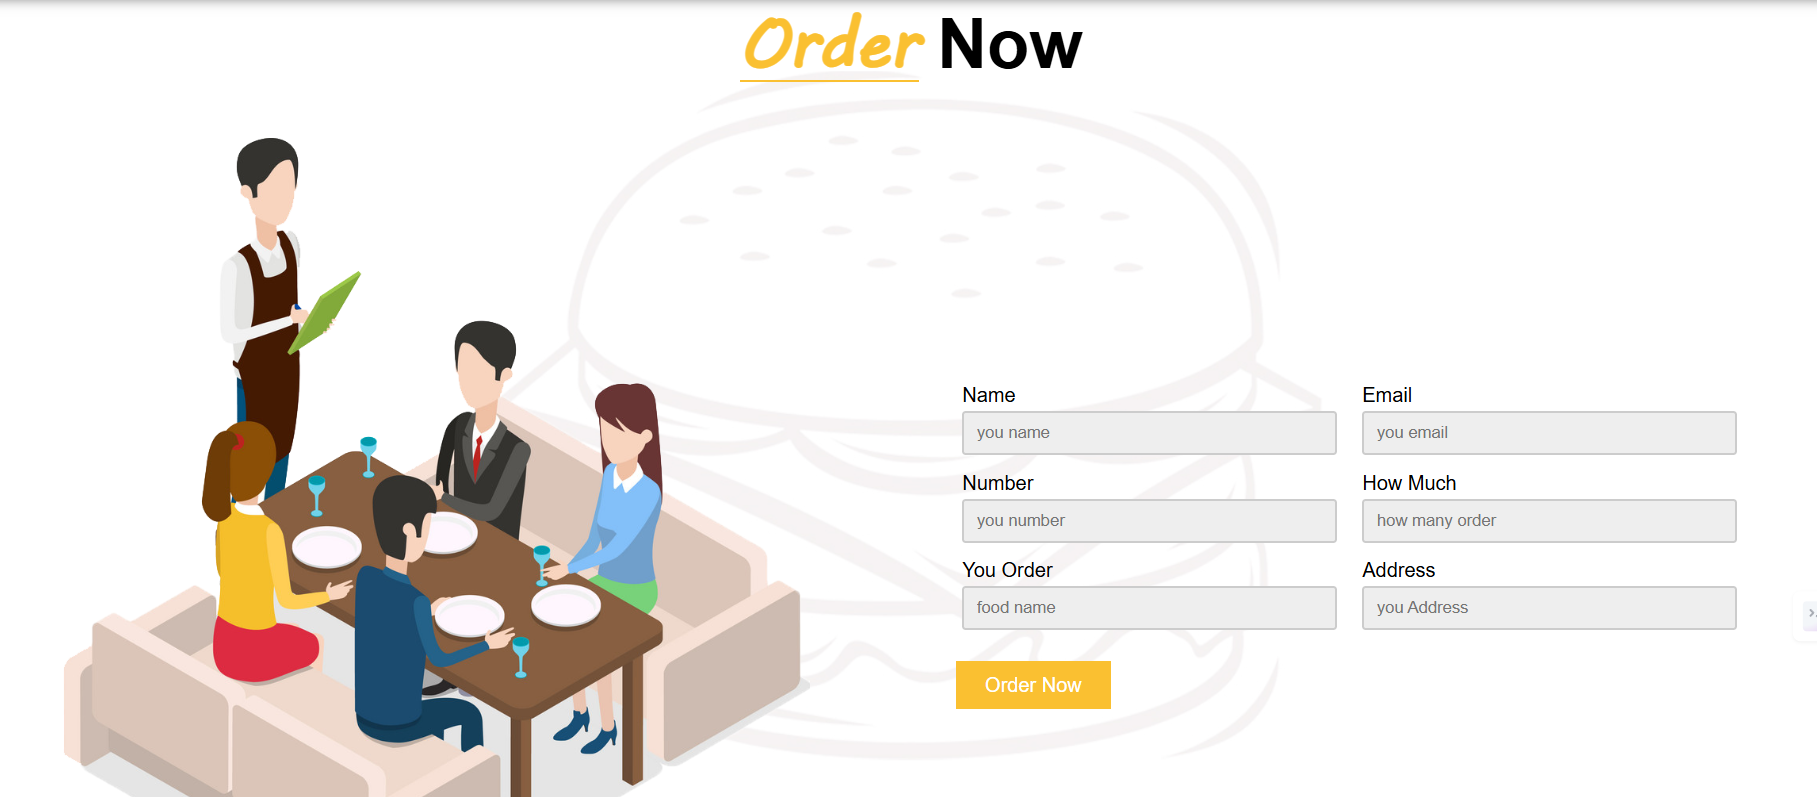 Order Now
Name Email
you name you email
Number How Much
you number how many order
You Order Address
food name you Address
Order Now